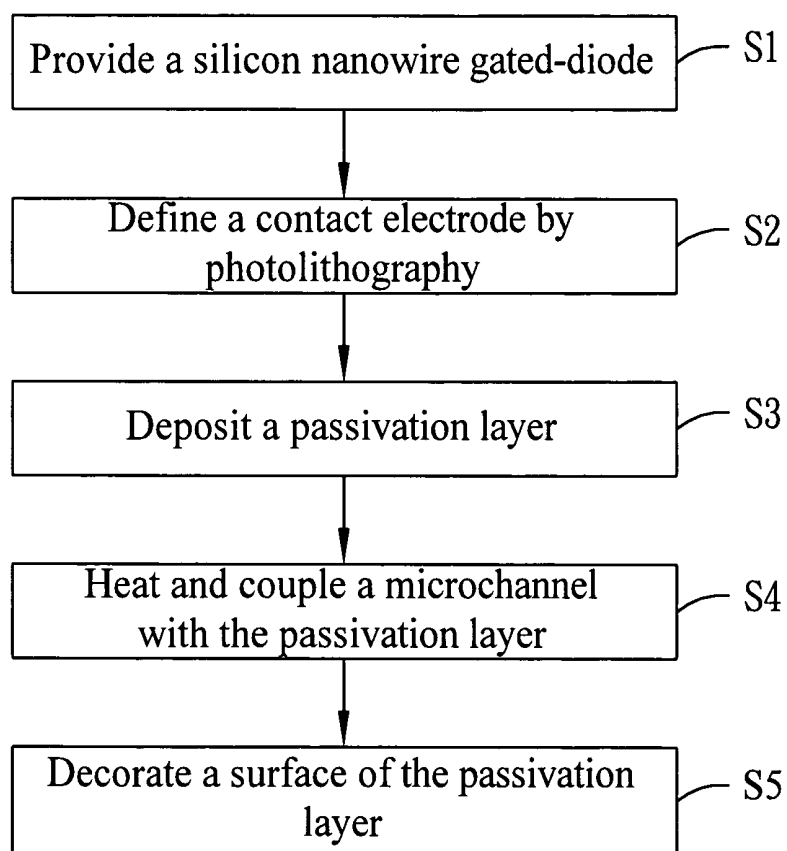 Provide a silicon nanowire gated-diode
S1
Define a contact electrode by
photolithography
S2
Deposit a passivation layer
S3
Heat and couple a microchannel
with the passivation layer
S4
Decorate a surface of the passivation
layer
S5